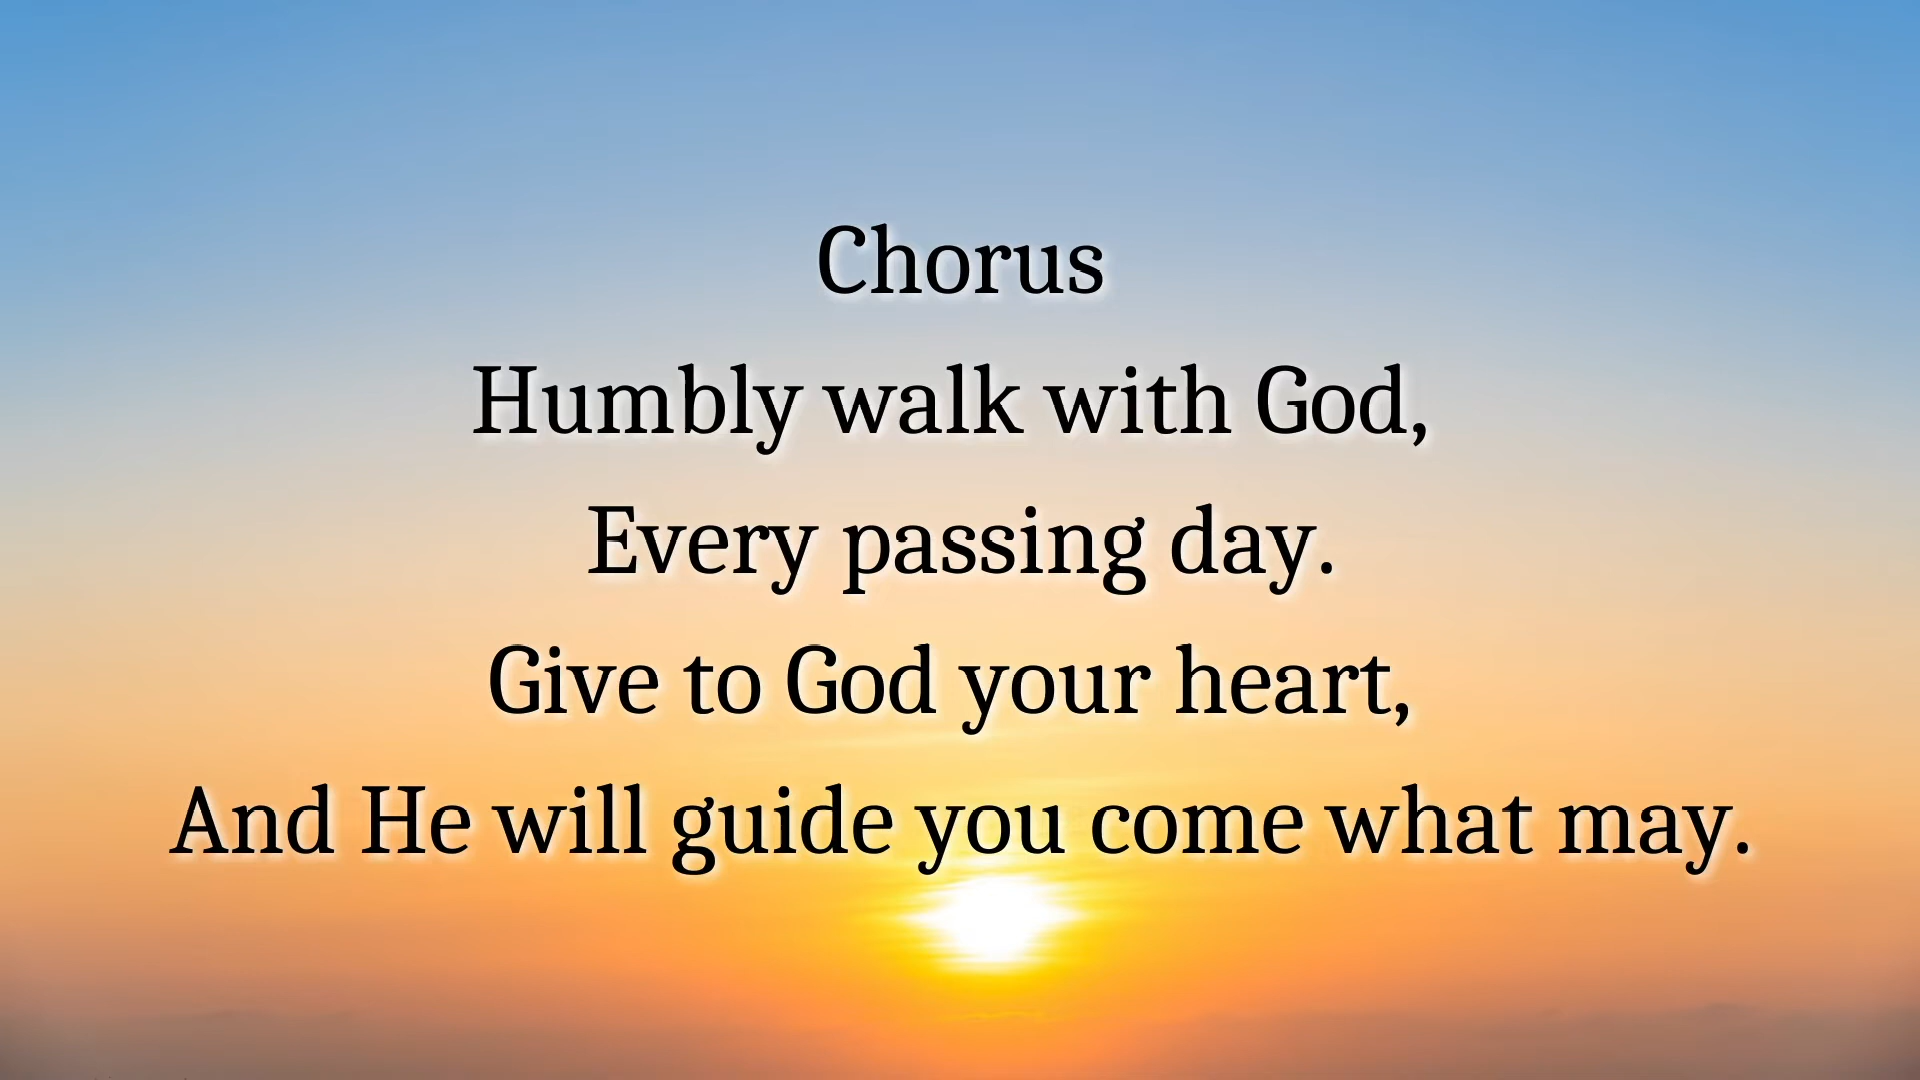 Chorus
Humbly walk with God,
Every passing day.
Give to God your heart,
And He will guide you come what may.